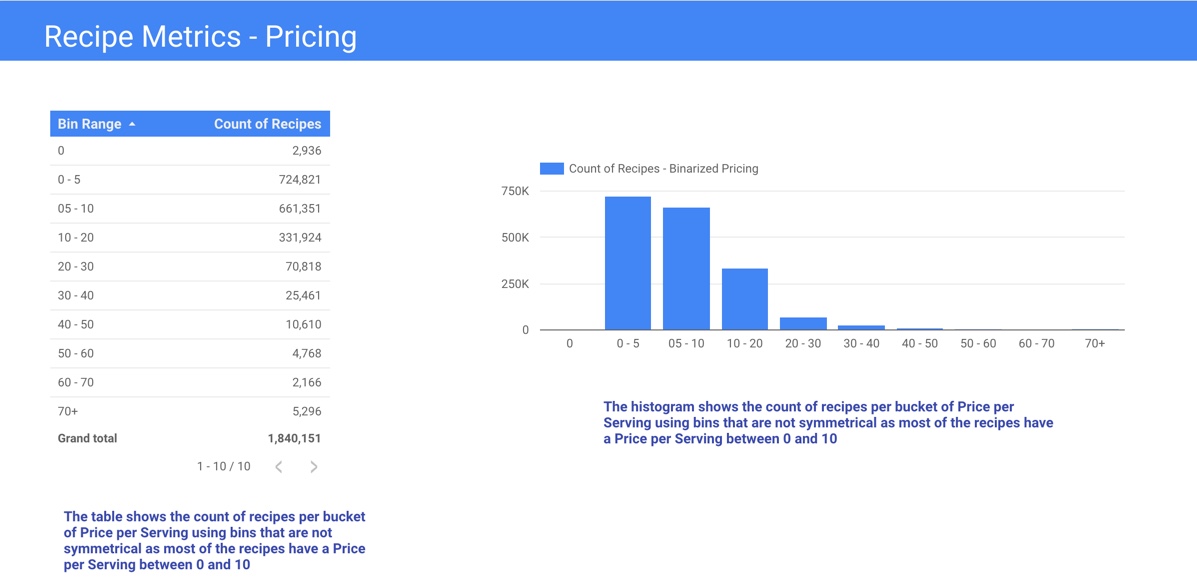 Recipe Metrics - Pricing
Bin Range Count of Recipes
0 2,936
0 - 5 724,821
05 - 10 661,351
10 - 20 331,924
20 - 30 70,818
30 - 40 25,461
40 - 50 10,610
50 - 60 4,768
60 - 70 2,166
70+ 5,296
Grand total 1,840,151
1 - 10 / 10
The table shows the count of recipes per bucket
of Price per Serving using bins that are not
symmetrical as most of the recipes have a Price
per Serving between 0 and 10
Count of Recipes - Binarized Pricing
750K
500K
250K
0
0 0 - 5 05 - 10 10 - 20 20 - 30 30 - 40 40 - 50 50 - 60 60 - 70 70+
The histogram shows the count of recipes per bucket of Price per
Serving using bins that are not symmetrical as most of the recipes have
a Price per Serving between 0 and 10